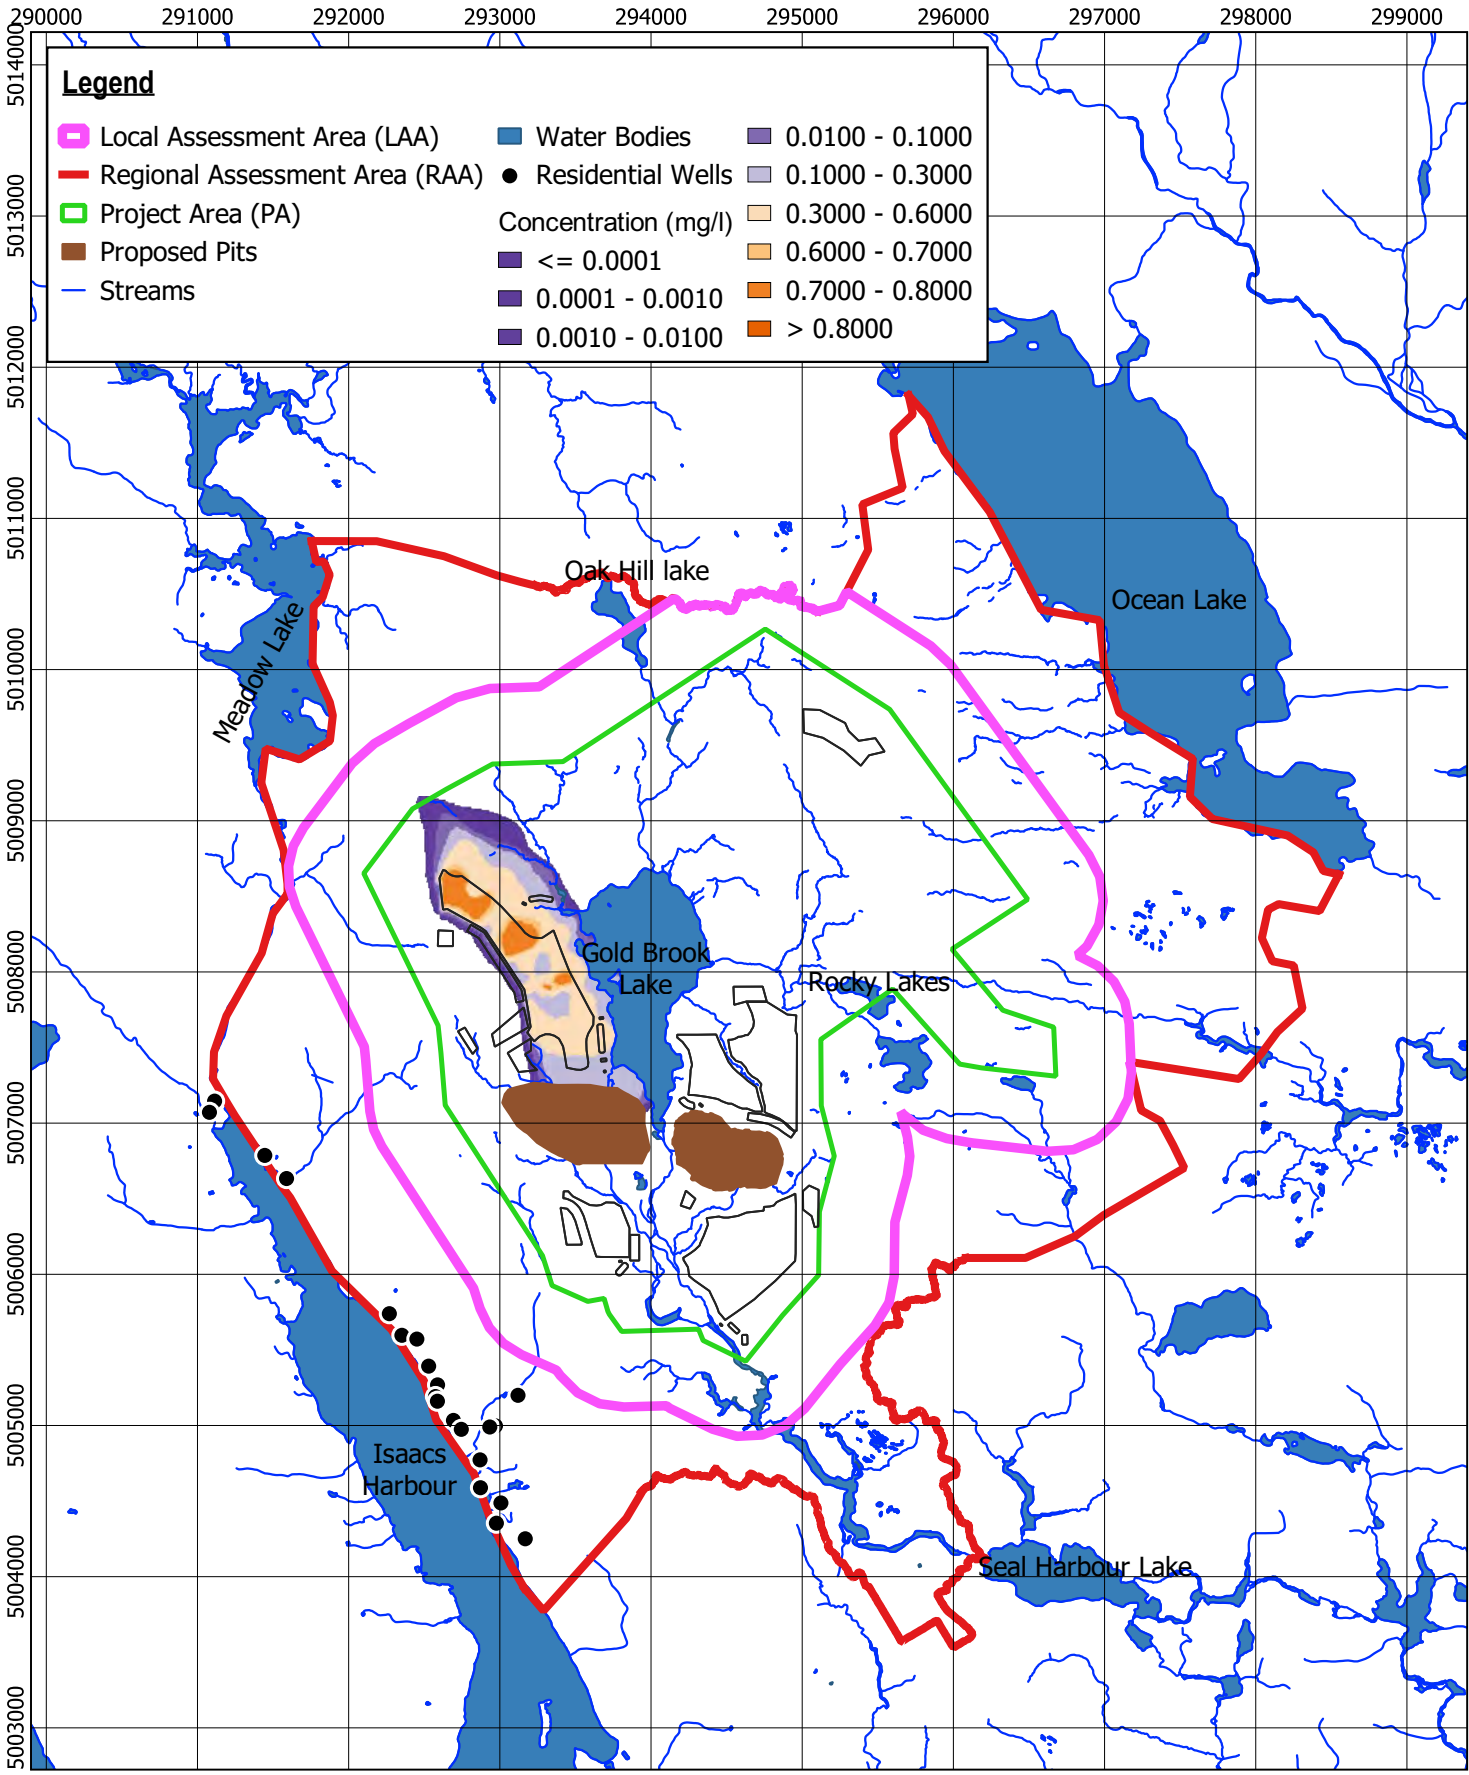 290000 291000 292000 293000 294000 295000 296000 297000 298000 299000
5014000
5013000
5012000
5011000
5010000
5009000
5008000
5007000
5006000
5005000
5004000
5003000
Legend
Local Assessment Area (LAA)
Regional Assessment Area (RAA)
Project Area (PA)
Proposed Pits
Streams
Water Bodies
Residential Wells
Concentration (mg/l)
<= 0.0001
0.0001 - 0.0010
0.0010 - 0.0100
0.0100 - 0.1000
0.1000 - 0.3000
0.3000 - 0.6000
0.6000 - 0.7000
0.7000 - 0.8000
> 0.8000
Oak Hill lake
Ocean Lake
Meadow Lake
Gold Brook
Lake
Rocky Lakes
Isaacs
Harbour
Seal Harbour Lake